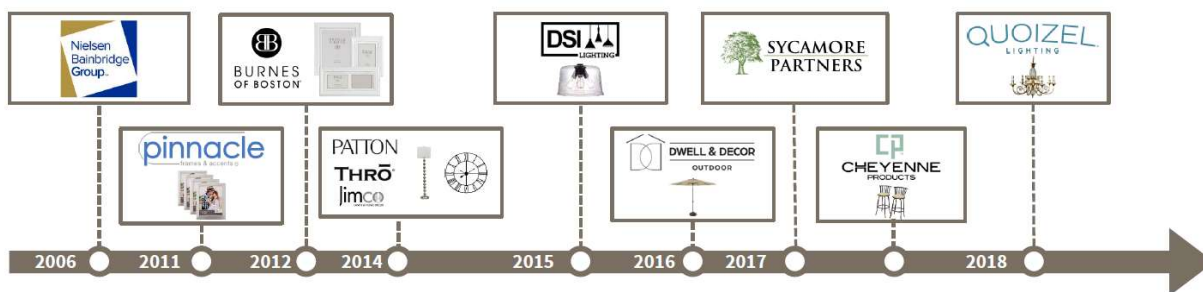 Nielsen
Bainbridge
Group
BURNES
OF BOSTON
DSI
LIGHTING
SYCAMORE
PARTNERS
QUOIZEL
LIGHTING
pinnacle
frames & accents
PATTON
THRŌ
Jimco
DWELL & DECOR
OUTDOOR
CP
CHEYENNE
PRODUCTS
2006 2011 2012 2014 2015 2016 2017 2018